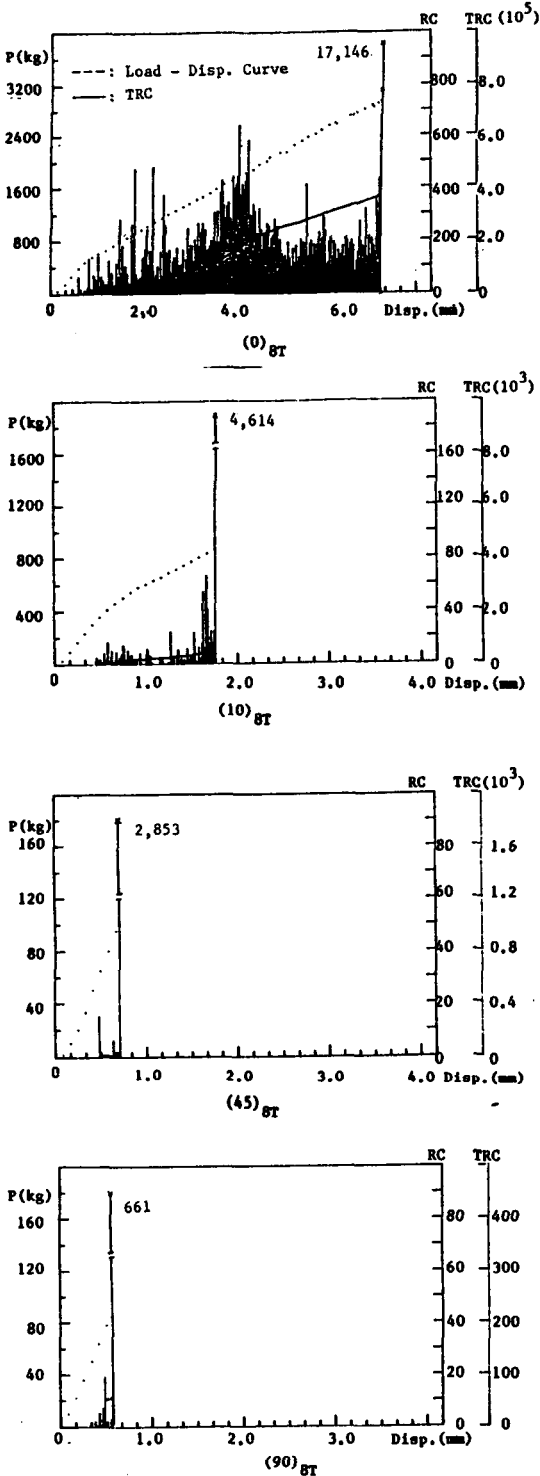 RC TRC(10⁵)
P(kg) 17,146
---: Load - Disp. Curve
—: TRC
3200 800 8.0
2400 600 6.0
1600 400 4.0
800 200 2.0
0 2.0 4.0 6.0 Disp.(mm) 0 0
(0)8T
RC TRC(10³)
P(kg) 4,614
1600 160 8.0
1200 120 6.0
800 80 4.0
400 40 2.0
0 0
0 1.0 2.0 3.0 4.0 Disp.(mm)
(10)8T
RC TRC(10³)
P(kg) 2,853
160 80 1.6
120 60 1.2
80 40 0.8
40 20 0.4
0 0
0 1.0 2.0 3.0 4.0 Disp.(mm)
(45)8T
RC TRC
P(kg) 661
160 80 400
120 60 300
80 40 200
40 20 100
0 0
0 1.0 2.0 3.0 4.0 Disp.(mm)
(90)8T